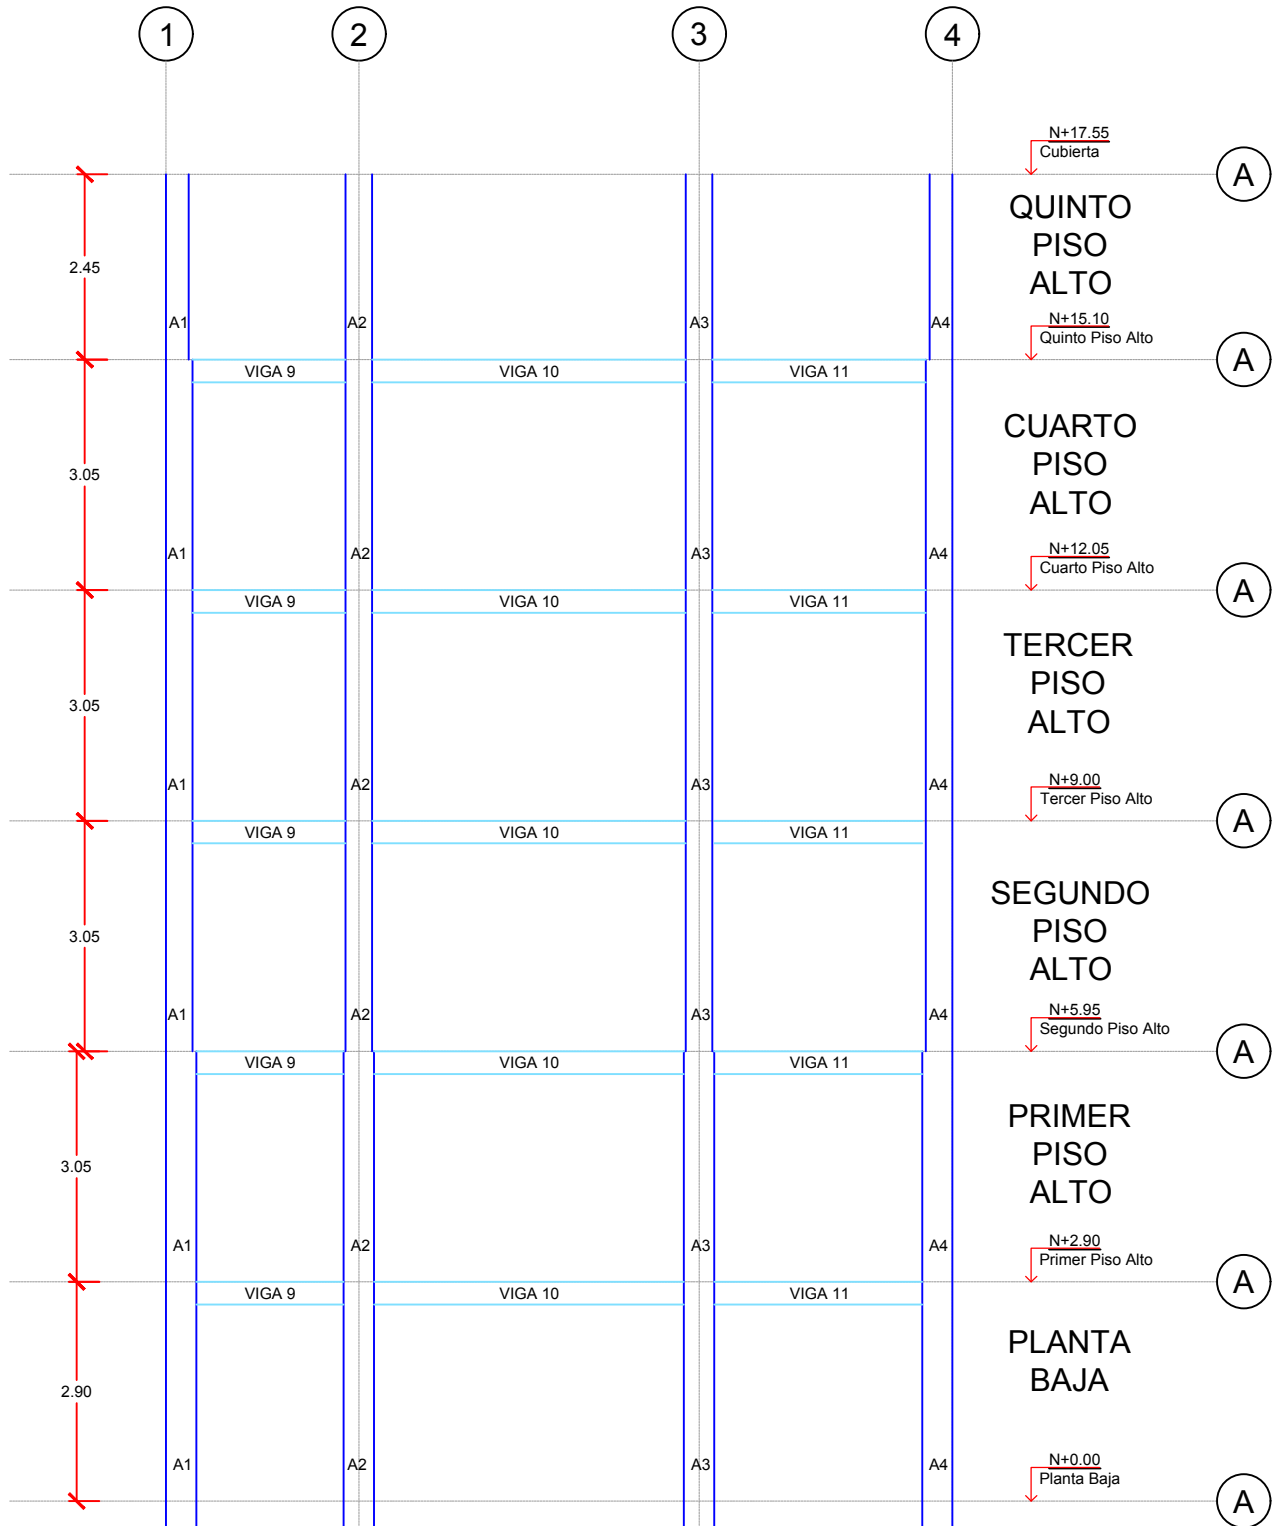 1 2 3 4
N+17.55
Cubierta
A
QUINTO
PISO
ALTO
2.45
A1 A2 A3 A4
N+15.10
Quinto Piso Alto
A
VIGA 9 VIGA 10 VIGA 11
CUARTO
PISO
ALTO
3.05
A1 A2 A3 A4
N+12.05
Cuarto Piso Alto
A
VIGA 9 VIGA 10 VIGA 11
TERCER
PISO
ALTO
3.05
A1 A2 A3 A4
N+9.00
Tercer Piso Alto
A
VIGA 9 VIGA 10 VIGA 11
SEGUNDO
PISO
ALTO
3.05
A1 A2 A3 A4
N+5.95
Segundo Piso Alto
A
VIGA 9 VIGA 10 VIGA 11
PRIMER
PISO
ALTO
3.05
A1 A2 A3 A4
N+2.90
Primer Piso Alto
A
VIGA 9 VIGA 10 VIGA 11
PLANTA
BAJA
2.90
A1 A2 A3 A4
N+0.00
Planta Baja
A